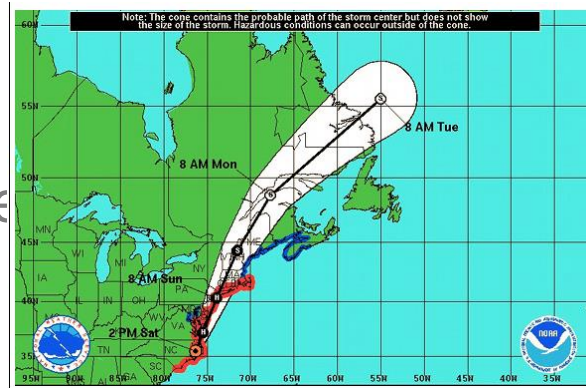 Note: The cone contains the probable path of the storm center but does not show
the size of the storm. Hazardous conditions can occur outside of the cone.
60N
55N
8 AM Tue
8 AM Mon
50N
MN
45N
ME
WI
MI
NY
8 AM Sun
IA
PA
40N
IL
IN
OH
WV
VA
2 PM Sat
35N
TN
NC
SC
AL
GA
NOAA
95W
85W
80W
75W
70W
65W
60W
55W
50W
45W
40W
35W